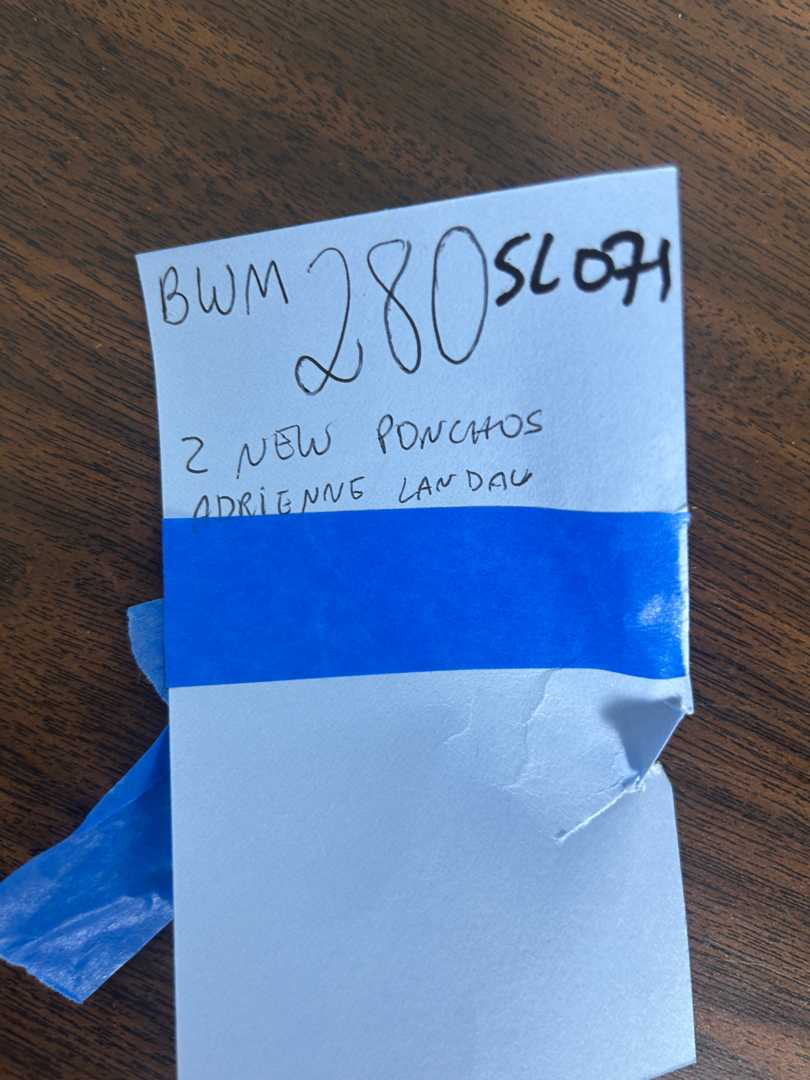 BWM 280 SL071
2 NEW PONCHOS
ADRIENNE LANDAU